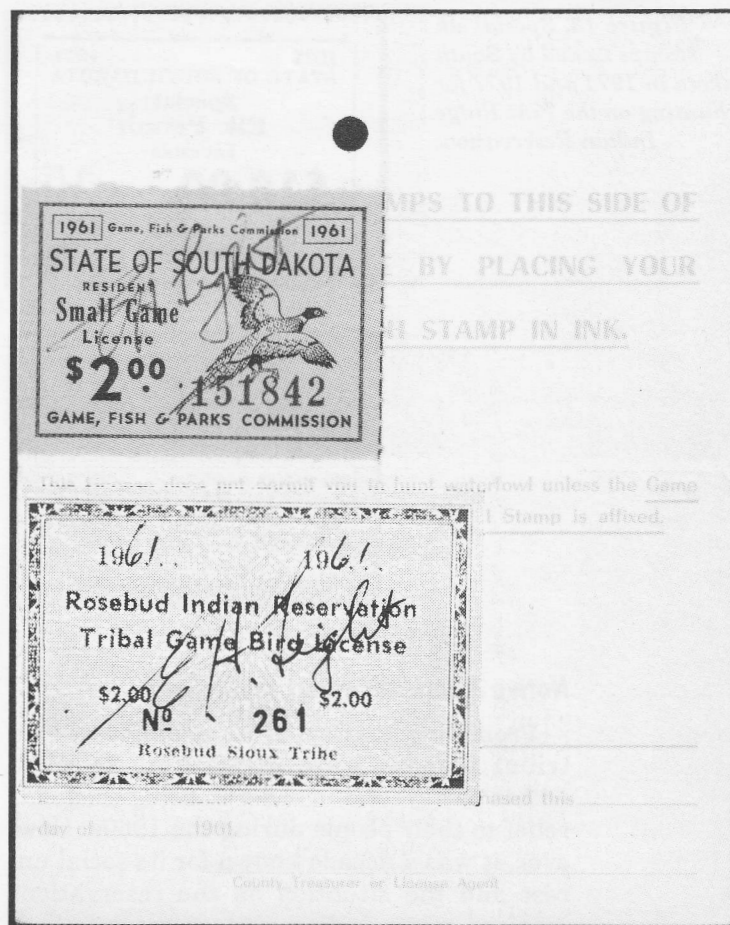 MPS TO THIS SIDE OF
BY PLACING YOUR
H STAMP IN INK.
1961 Game, Fish & Parks Commission 1961
STATE OF SOUTH DAKOTA
RESIDENT
Small Game
License
$2.00
151842
GAME, FISH & PARKS COMMISSION
This License does not permit you to hunt waterfowl unless the Game
l Stamp is affixed.
1961.. 1961..
Rosebud Indian Reservation
Tribal Game Bird License
E H.
$2.00 $2.00
Nº 261
Rosebud Sioux Tribe
hased this
day of 1961.
County Treasurer or License Agent